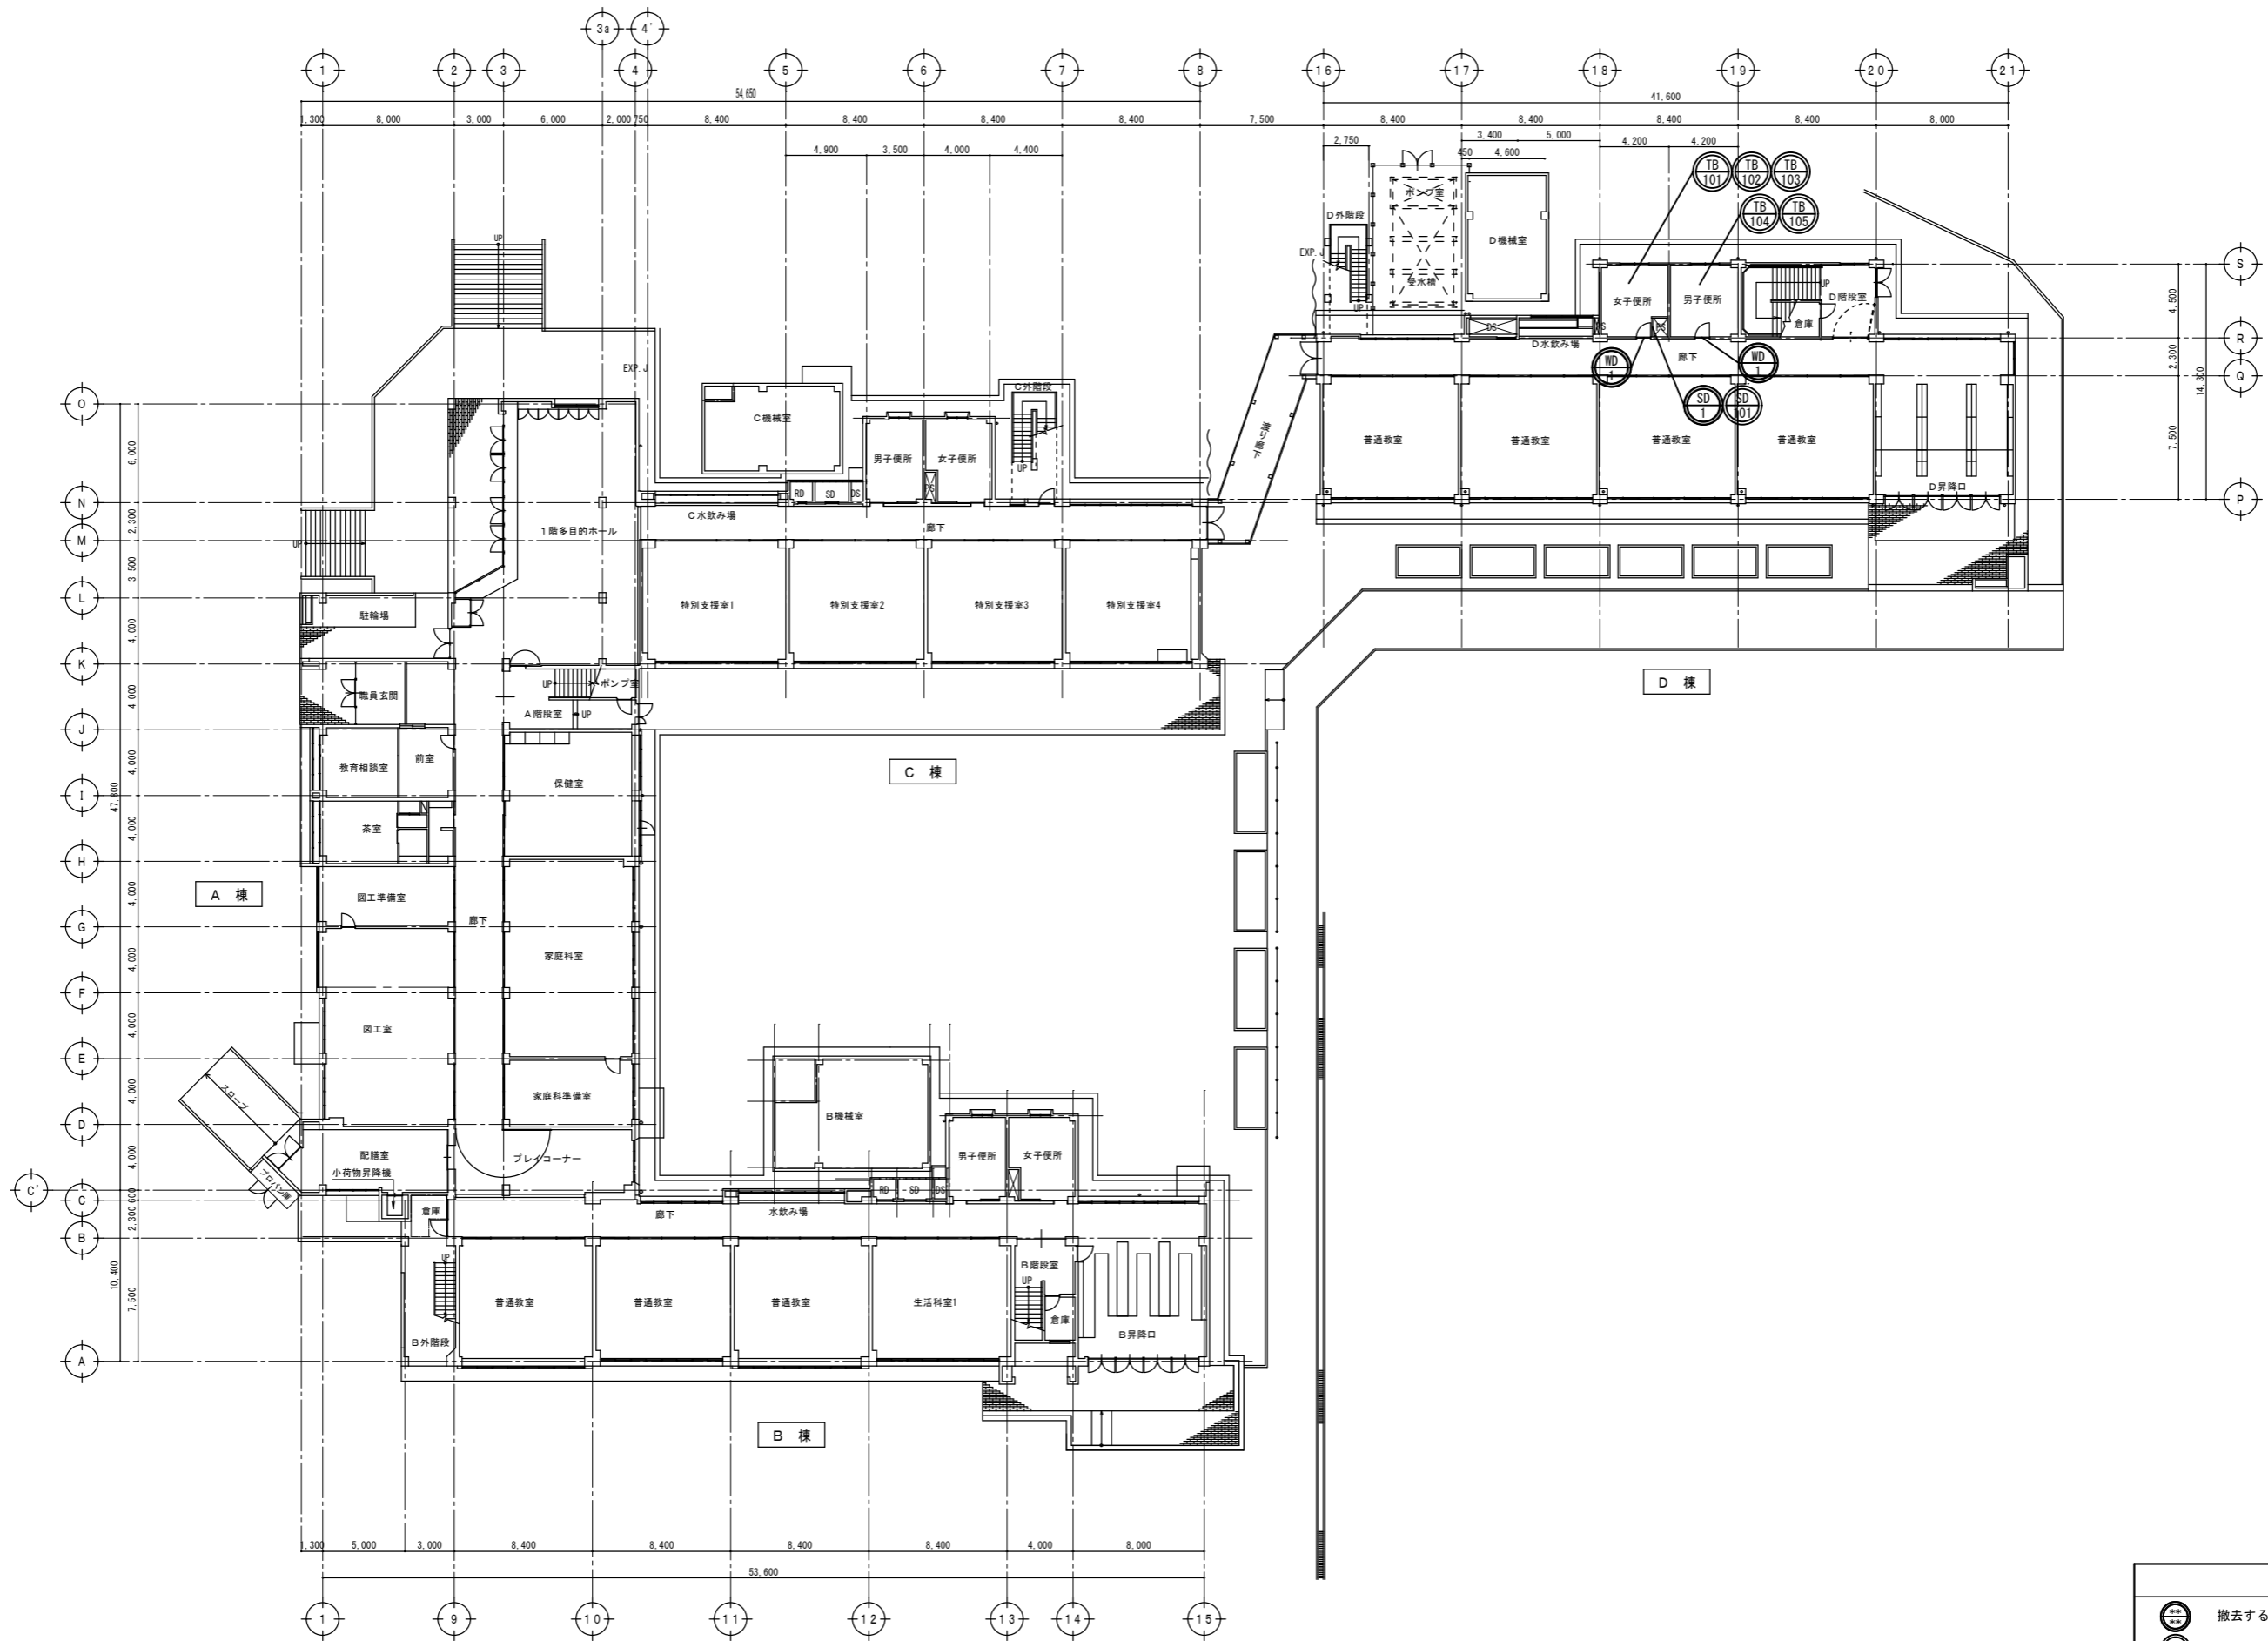 3a
4'
1
2
3
4
5
6
7
8
16
17
18
19
20
21
54,650
41,600
1,300
8,000
3,000
6,000
2,000
750
8,400
8,400
8,400
8,400
7,500
8,400
8,400
8,400
8,400
8,000
4,900
3,500
4,000
4,400
2,750
3,400
5,000
450
4,600
4,200
4,200
TB
101
TB
102
TB
103
TB
104
TB
105
ポンプ室
受水槽
D外階段
UP
EXP.J
D機械室
女子便所
男子便所
UP
D階段室
倉庫
DS
PS
PS
D水飲み場
廊下
WD
1
WD
1
SD
1
SD
101
普通教室
普通教室
普通教室
普通教室
D昇降口
渡り廊下
S
R
Q
P
4,500
2,300
7,500
14,300
D 棟
UP
EXP.J
C機械室
C外階段
男子便所
女子便所
UP
RD
SD
DS
PS
C水飲み場
廊下
1階多目的ホール
UP
特別支援室1
特別支援室2
特別支援室3
特別支援室4
駐輪場
職員玄関
UP
ポンプ室
A階段室
UP
教育相談室
前室
保健室
茶室
C 棟
A 棟
図工準備室
廊下
家庭科室
図工室
家庭科準備室
スロープ
プロパン庫
配膳室
小荷物昇降機
プレイコーナー
倉庫
B機械室
男子便所
女子便所
RD
SD
DS
廊下
水飲み場
UP
B外階段
普通教室
普通教室
普通教室
生活科室1
B階段室
UP
倉庫
B昇降口
B 棟
O
N
M
L
K
J
I
H
G
F
E
D
C'
C
B
A
6,000
2,300
3,500
4,000
4,000
4,000
4,000
4,000
4,000
4,000
4,000
4,000
600
2,300
7,500
47,800
10,400
1,300
5,000
3,000
8,400
8,400
8,400
8,400
4,000
8,000
53,600
1
9
10
11
12
13
14
15
**
**
撤去する